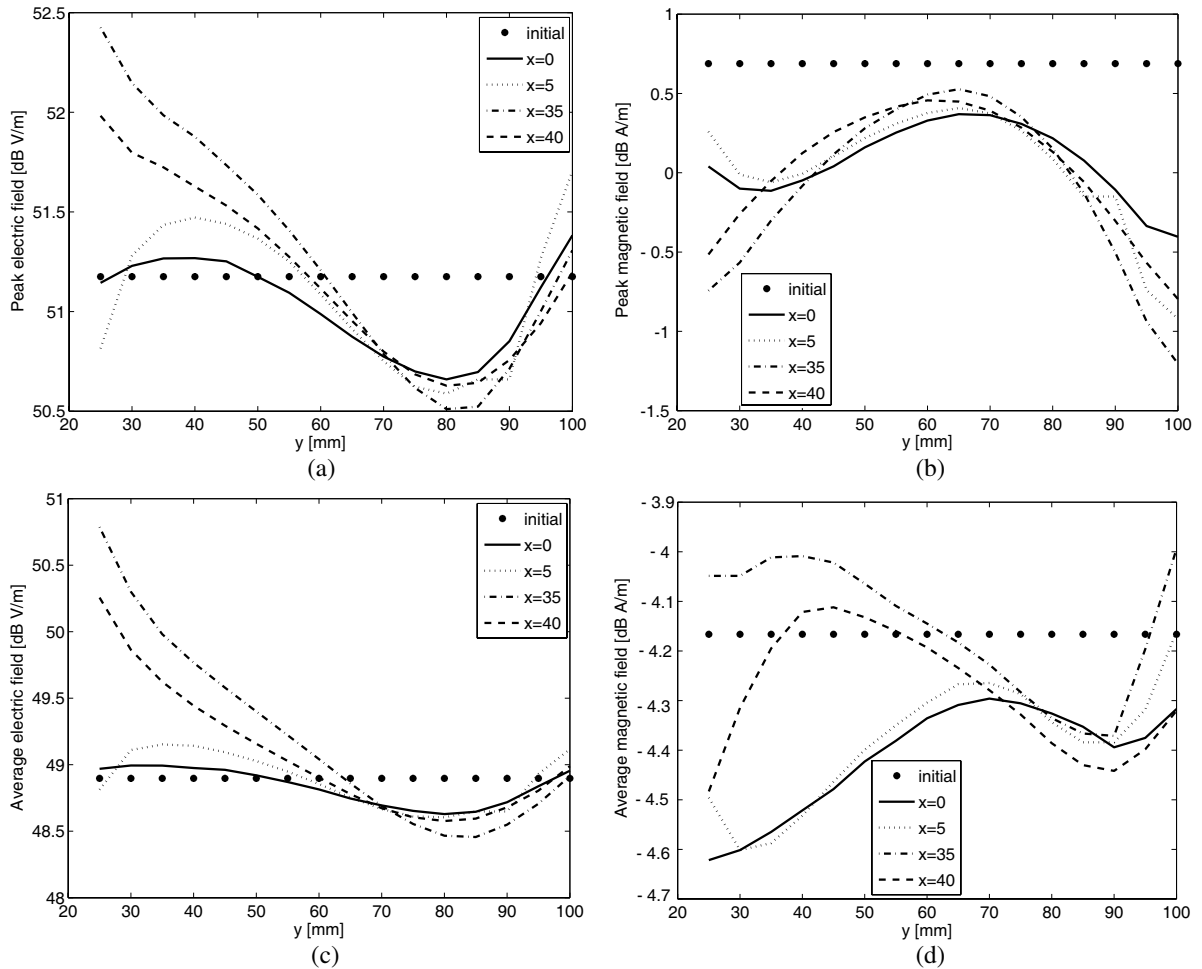 52.5
52
51.5
51
50.5
Peak electric field [dB V/m]
initial
x=0
x=5
x=35
x=40
20 30 40 50 60 70 80 90 100
y [mm]
(a)
1
0.5
0
-0.5
-1
-1.5
Peak magnetic field [dB A/m]
initial
x=0
x=5
x=35
x=40
20 30 40 50 60 70 80 90 100
y [mm]
(b)
51
50.5
50
49.5
49
48.5
48
Average electric field [dB V/m]
initial
x=0
x=5
x=35
x=40
20 30 40 50 60 70 80 90 100
y [mm]
(c)
- 3.9
- 4
- 4.1
- 4.2
- 4.3
- 4.4
- 4.5
- 4.6
- 4.7
Average magnetic field [dB A/m]
initial
x=0
x=5
x=35
x=40
20 30 40 50 60 70 80 90 100
y [mm]
(d)